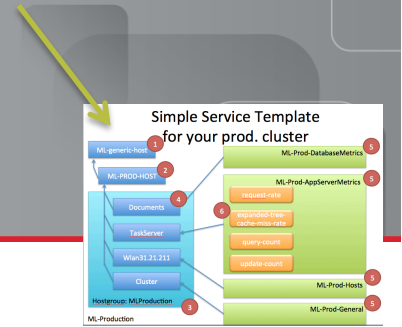 Simple Service Template
for your prod. cluster
ML-generic-host
1
ML-PROD-HOST
2
ML-Prod-DatabaseMetrics
5
ML-Prod-AppServerMetrics
5
Documents
4
request-rate
6
expanded-tree-
cache-miss-rate
TaskServer
query-count
Wlan31.21.211
update-count
Cluster
ML-Prod-Hosts
5
Hostgroup: MLProduction
3
ML-Prod-General
5
ML-Production